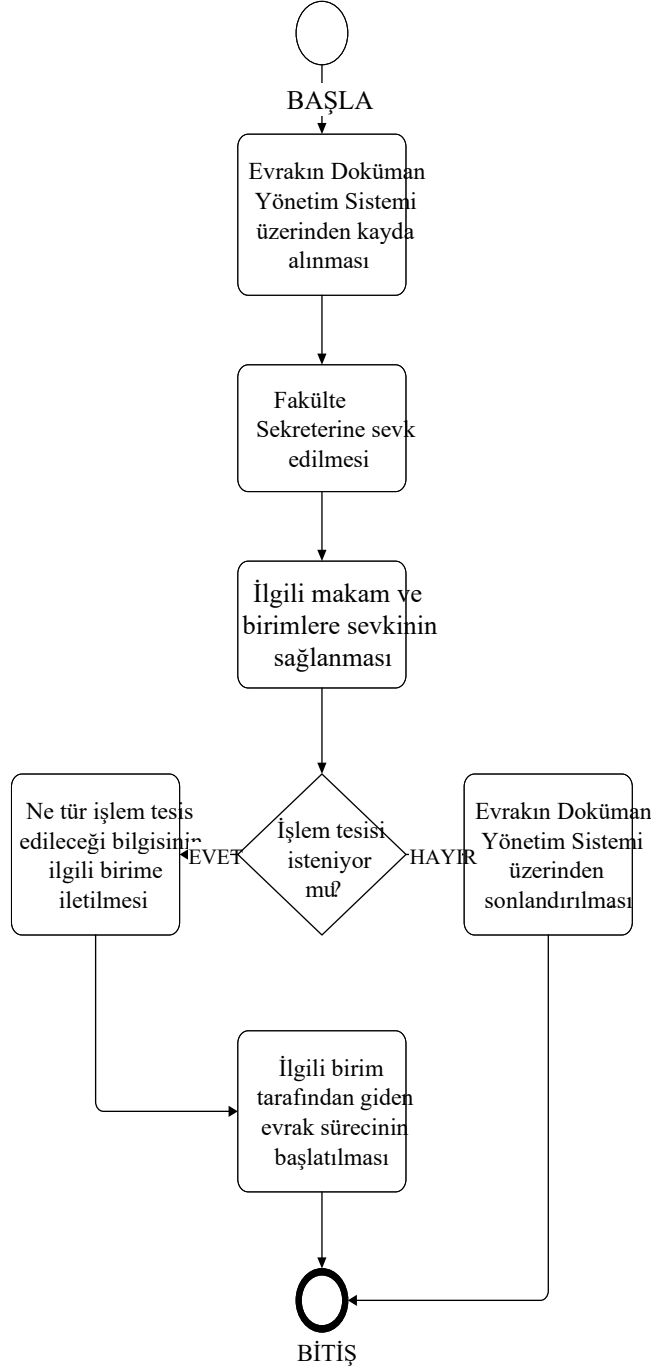 BAŞLA
Evrakın Doküman
Yönetim Sistemi
üzerinden kayda
alınması
Fakülte
Sekreterine sevk
edilmesi
İlgili makam ve
birimlere sevkinin
sağlanması
Ne tür işlem tesis
edileceği bilgisinin
ilgili birime
iletilmesi
EVET
İşlem tesisi
isteniyor
mu?
HAYIR
Evrakın Doküman
Yönetim Sistemi
üzerinden
sonlandırılması
İlgili birim
tarafından giden
evrak sürecinin
başlatılması
BİTİŞ